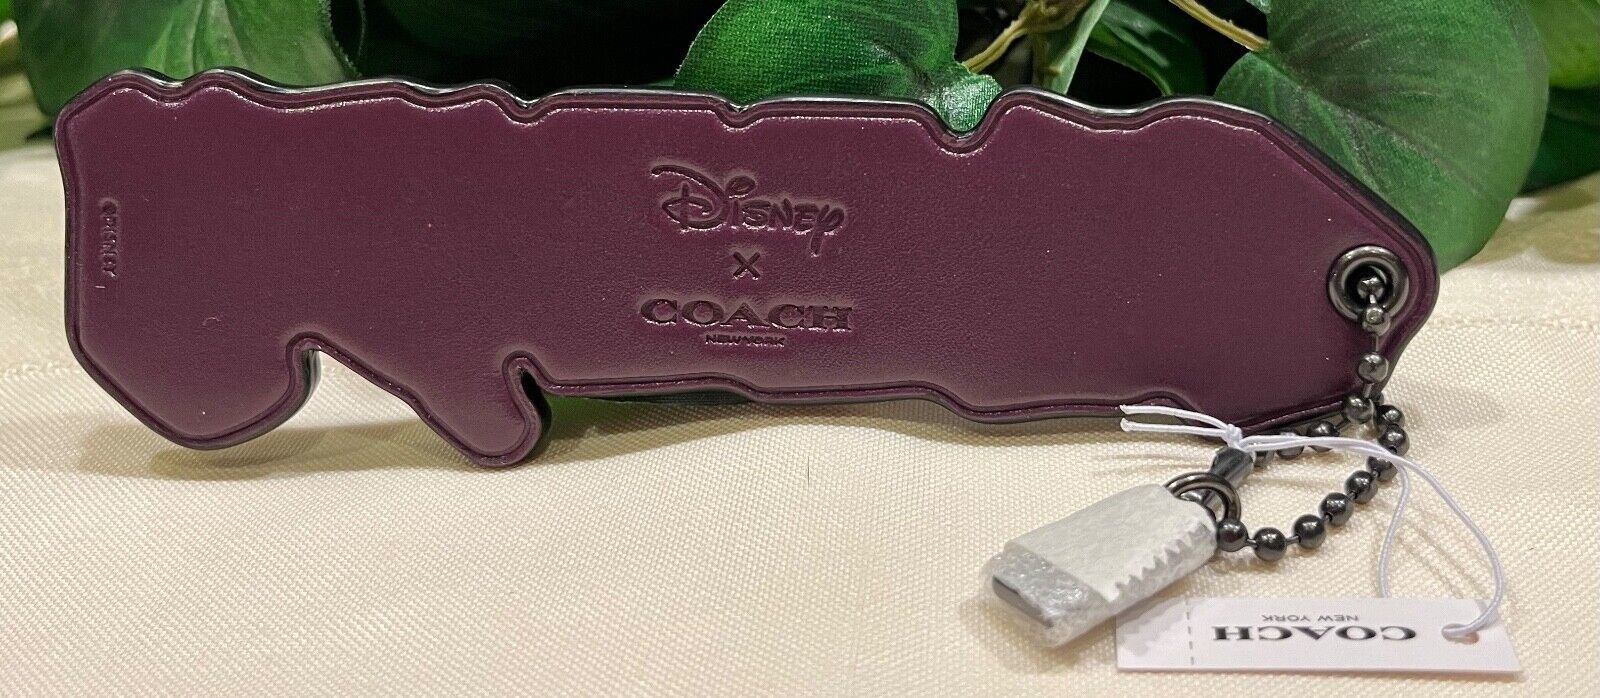 ©DISNEY
Disney
X
COACH
NEW YORK
COACH
NEW YORK